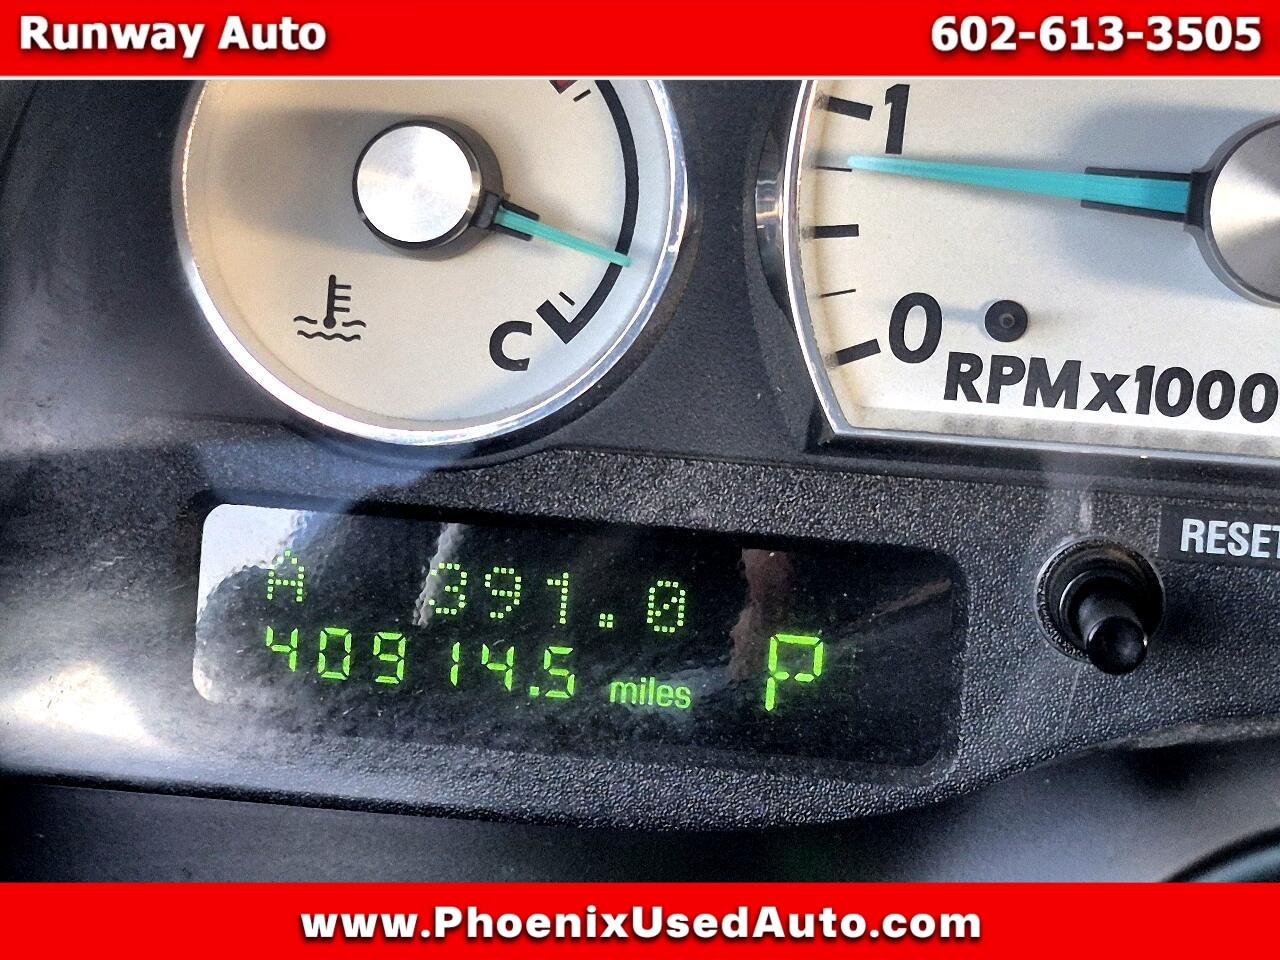 Runway Auto
602-613-3505
1
0
RPMx1000
C
RESET
A 391.0
40914.5 miles P
www.PhoenixUsedAuto.com